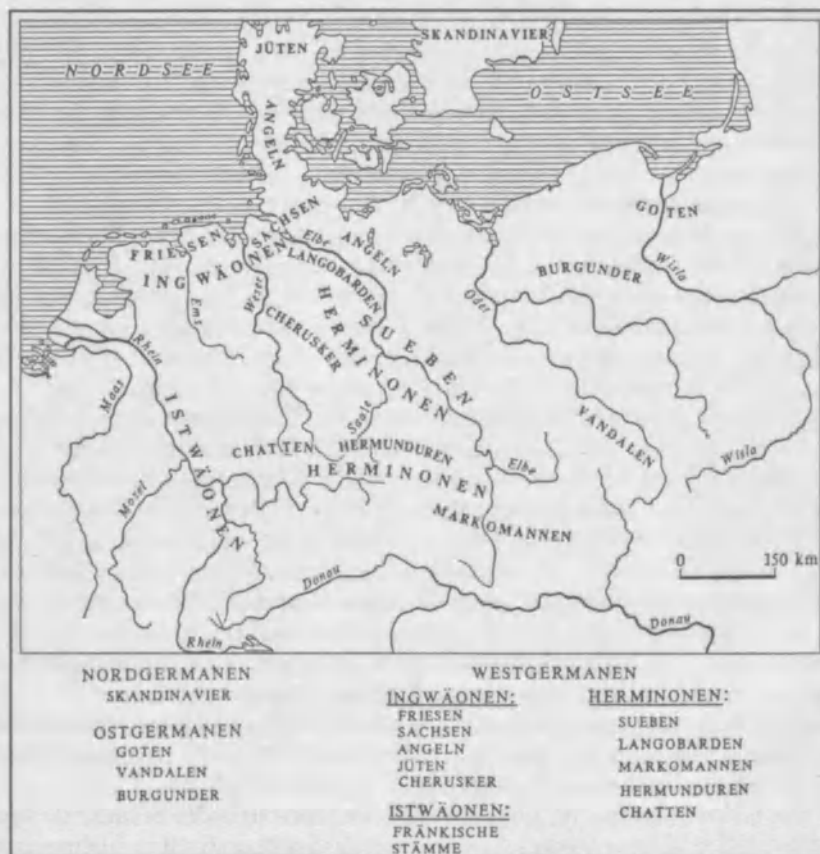 JÜTEN
SKANDINAVIER
NORDSEE
OSTSEE
ANGELN
GOTEN
SACHSEN
FRIESEN
Elbe
ANGELN
INGWÄONEN
LANGOBARDEN
BURGUNDER
Wisla
Ems
Weser
Oder
CHERUSKER
HERMINONEN
SUEBEN
Rhein
Maas
ISTWÄONEN
Saale
VANDALEN
CHATTEN
HERMUNDUREN
Elbe
Wisla
HERMINONEN
Mosel
MARKOMANNEN
0 150 km
Donau
Donau
Rhein
NORDGERMANEN
SKANDINAVIER
OSTGERMANEN
GOTEN
VANDALEN
BURGUNDER
WESTGERMANEN
INGWÄONEN:
FRIESEN
SACHSEN
ANGELN
JÜTEN
CHERUSKER
ISTWÄONEN:
FRÄNKISCHE
STÄMME
HERMINONEN:
SUEBEN
LANGOBARDEN
MARKOMANNEN
HERMUNDUREN
CHATTEN